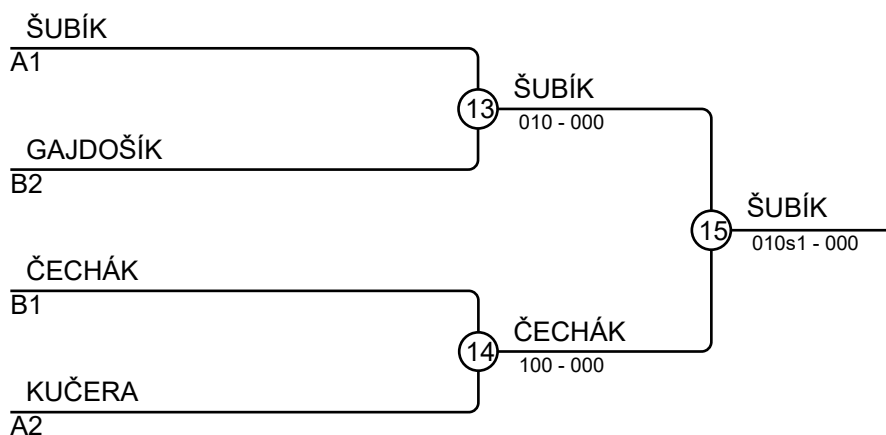 ŠUBÍK
A1
13
ŠUBÍK
010 - 000
GAJDOŠÍK
B2
15
ŠUBÍK
010s1 - 000
ČECHÁK
B1
14
ČECHÁK
100 - 000
KUČERA
A2